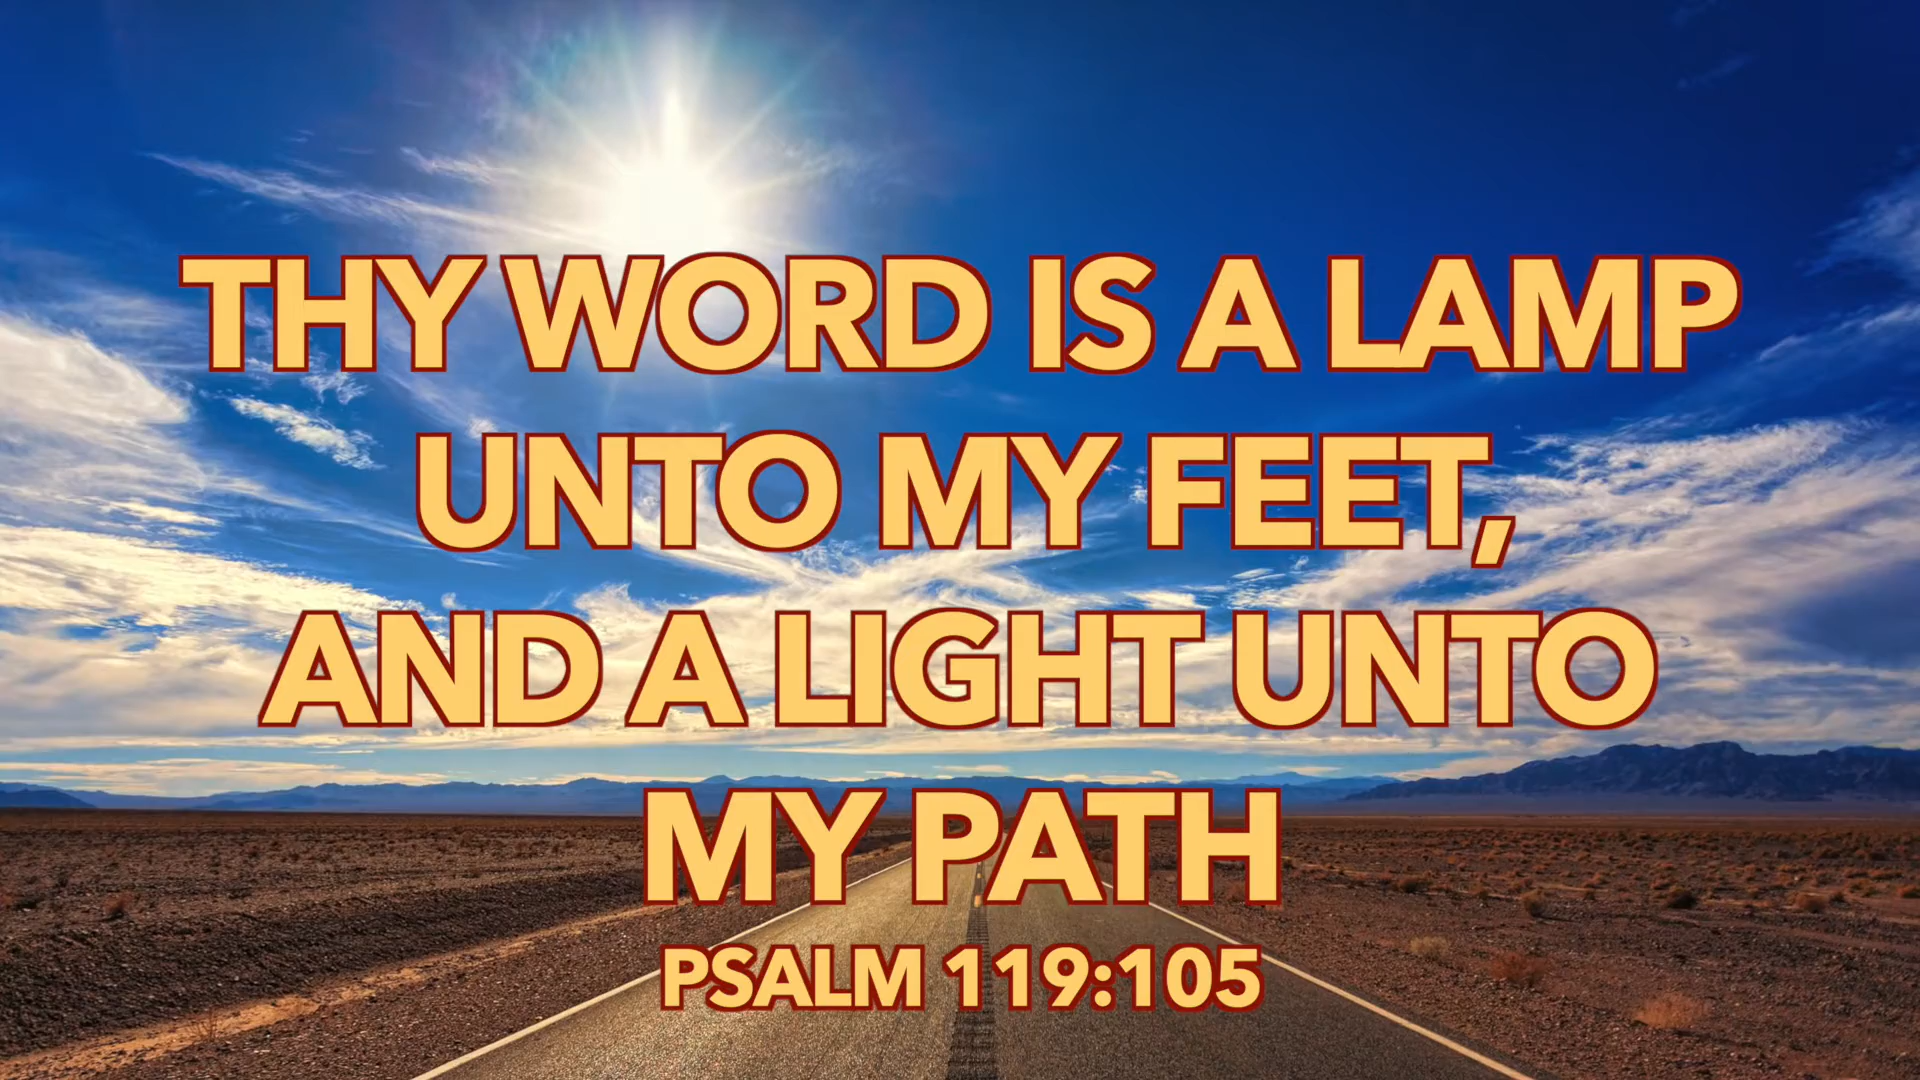 THY WORD IS A LAMP
UNTO MY FEET,
AND A LIGHT UNTO
MY PATH
PSALM 119:105